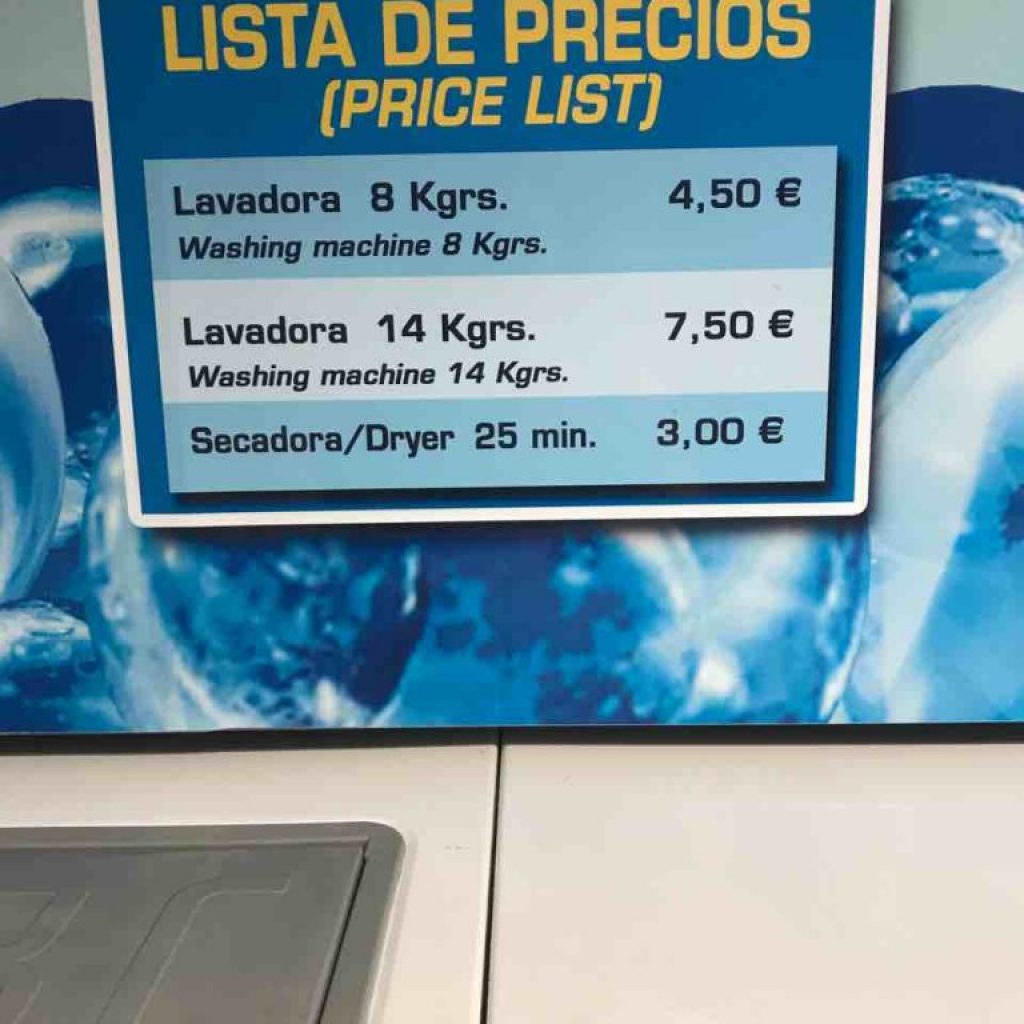 LISTA DE PRECIOS
(PRICE LIST)
Lavadora 8 Kgrs. 4,50 €
Washing machine 8 Kgrs.
Lavadora 14 Kgrs. 7,50 €
Washing machine 14 Kgrs.
Secadora/Dryer 25 min. 3,00 €